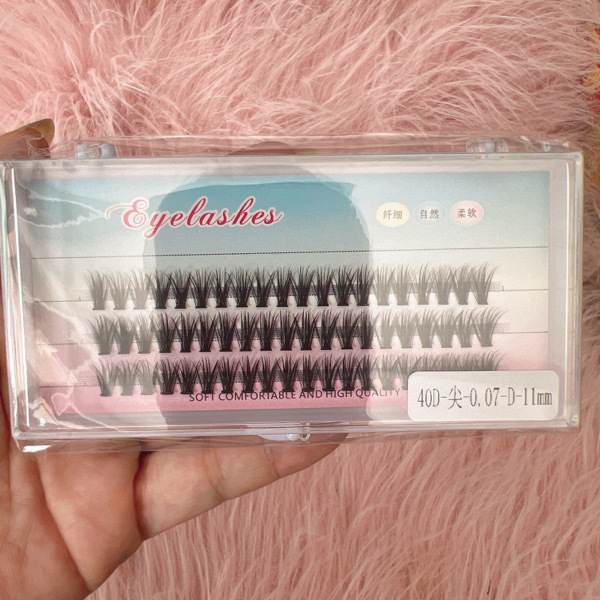 Eyelashes
纤细 自然 柔软
SOFT COMFORTABLE AND HIGH QUALITY
40D-尖-0,07-D-11mm